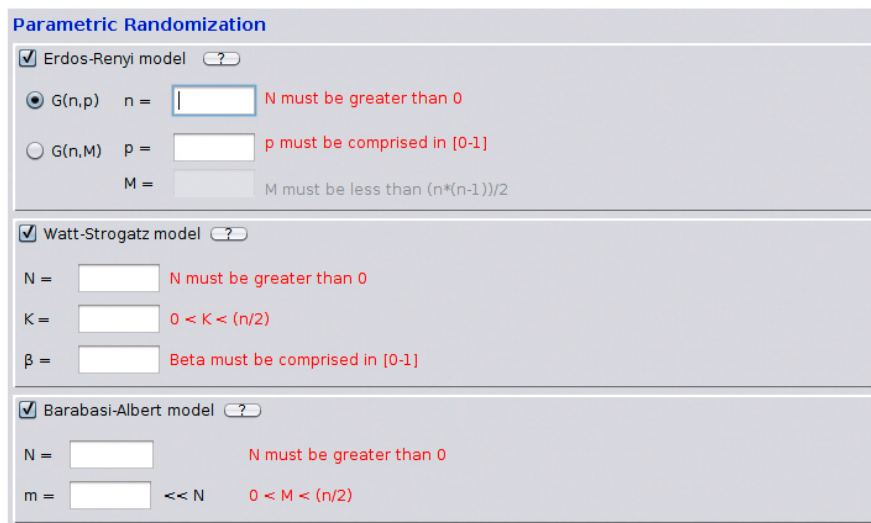 Parametric Randomization
Erdos-Renyi model ?
G(n,p) n = N must be greater than 0
G(n,M) p = p must be comprised in [0-1]
M = M must be less than (n*(n-1))/2
Watt-Strogatz model ?
N = N must be greater than 0
K = 0 < K < (n/2)
β = Beta must be comprised in [0-1]
Barabasi-Albert model ?
N = N must be greater than 0
m = << N 0 < M < (n/2)